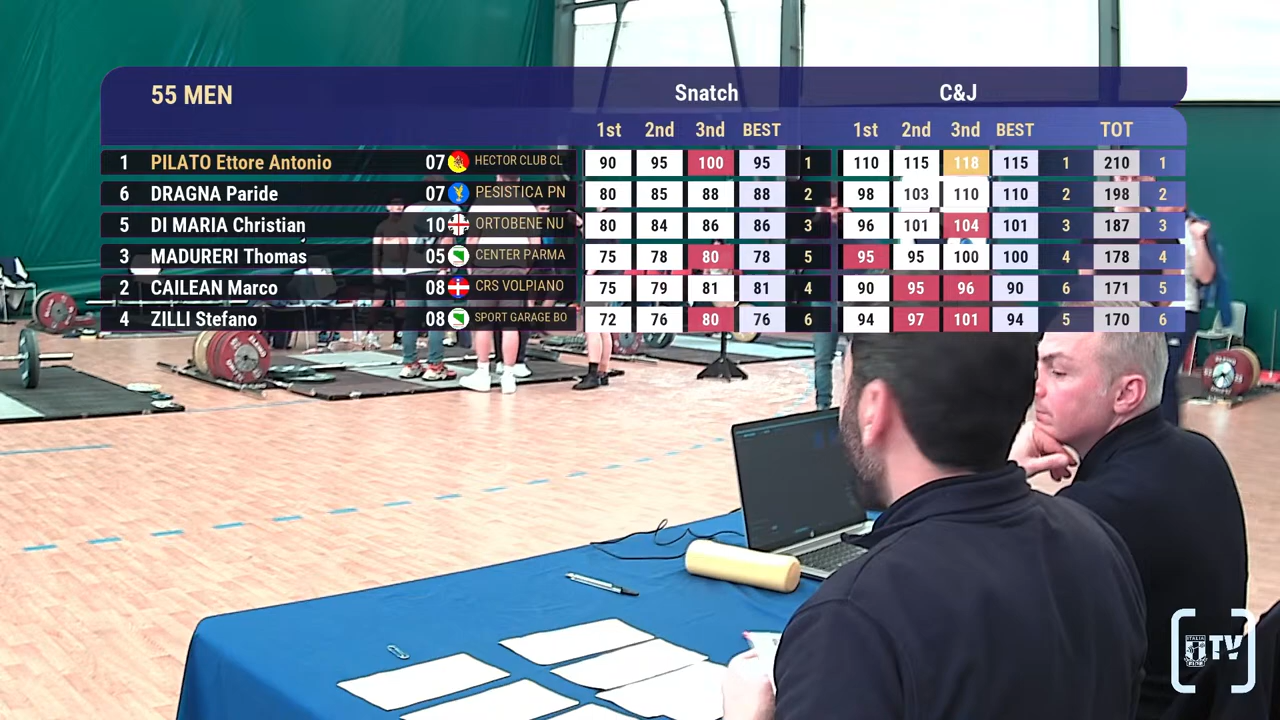 55 MEN Snatch C&J
1st 2nd 3rd BEST 1st 2nd 3rd BEST TOT
1 PILATO Ettore Antonio 07 HECTOR CLUB CL 90 95 100 95 1 110 115 118 115 1 210 1
6 DRAGNA Paride 07 PESISTICA PN 80 85 88 88 2 98 103 110 110 2 198 2
5 DI MARIA Christian 10 ORTOBENE NU 80 84 86 86 3 96 101 104 101 3 187 3
3 MADURERI Thomas 05 CENTER PARMA 75 78 80 78 5 95 95 100 100 4 178 4
2 CAILEAN Marco 08 CRS VOLPIANO 75 79 81 81 4 90 95 96 90 6 171 5
4 ZILLI Stefano 08 SPORT GARAGE BO 72 76 80 76 6 94 97 101 94 5 170 6
ITALIA
TV